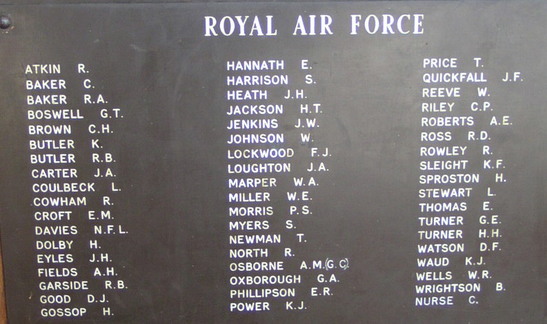 ROYAL AIR FORCE
ATKIN R.
BAKER C.
BAKER R.A.
BOSWELL G.T.
BROWN C.H.
BUTLER K.
BUTLER R.B.
CARTER J.A.
COULBECK L.
COWHAM R.
CROFT E.M.
DAVIES N.F.L.
DOLBY H.
EYLES J.H.
FIELDS A.H.
GARSIDE R.B.
GOOD D.J.
GOSSOP H.
HANNATH E.
HARRISON S.
HEATH J.H.
JACKSON H.T.
JENKINS J.W.
JOHNSON W.
LOCKWOOD F.J.
LOUGHTON J.A.
MARPER W.A.
MILLER W.E.
MORRIS P.S.
MYERS S.
NEWMAN T.
NORTH R.
OSBORNE A.M.(G.C)
OXBOROUGH G.A.
PHILLIPSON E.R.
POWER K.J.
PRICE T.
QUICKFALL J.F.
REEVE W.
RILEY C.P.
ROBERTS A.E.
ROSS R.D.
ROWLEY R.
SLEIGHT K.F.
SPROSTON H.
STEWART L.
THOMAS E.
TURNER G.E.
TURNER H.H.
WATSON D.F.
WAUD K.J.
WELLS W.R.
WRIGHTSON B.
NURSE C.